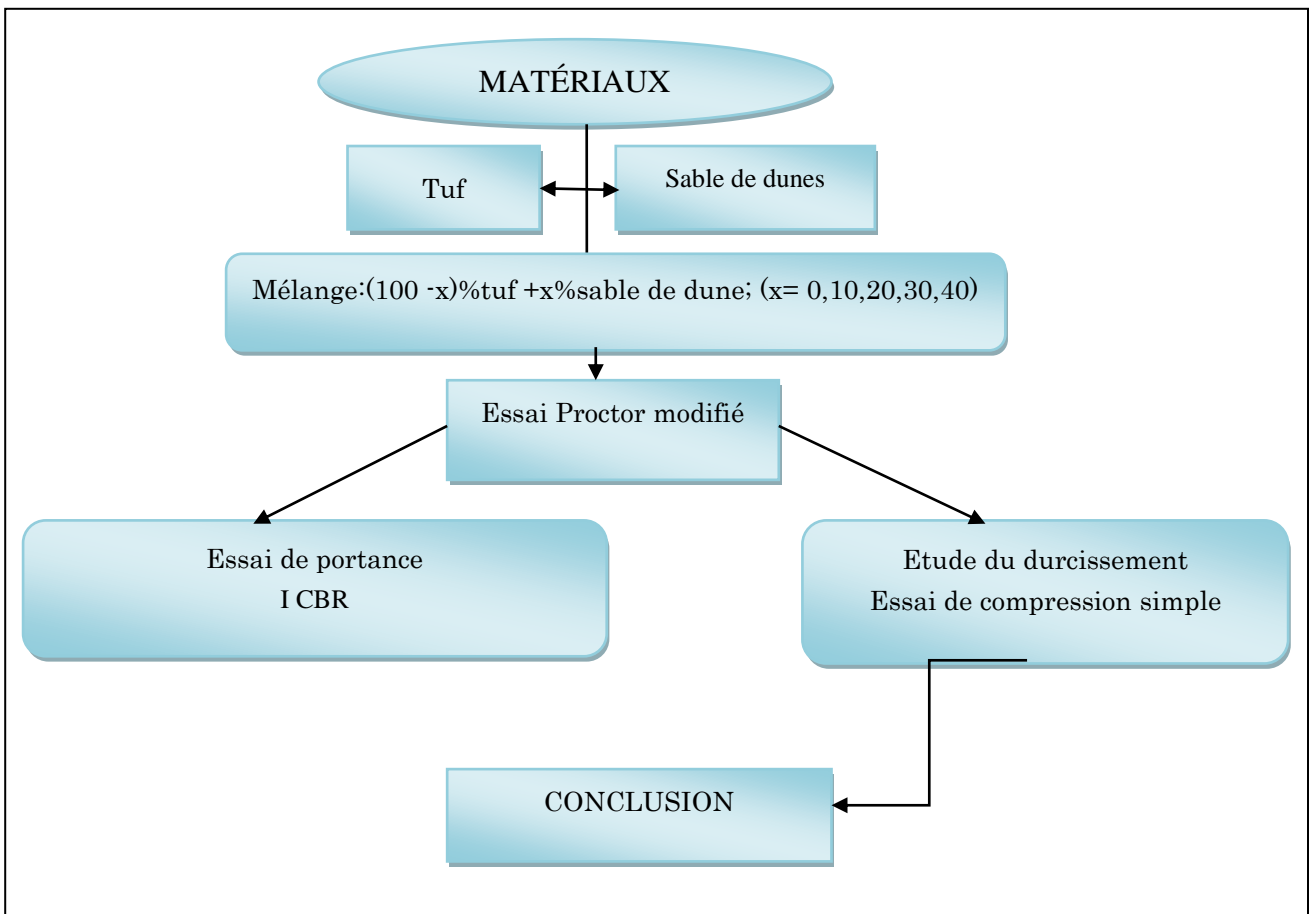 MATÉRIAUX
Tuf
Sable de dunes
Mélange:(100 -x)%tuf +x%sable de dune; (x= 0,10,20,30,40)
Essai Proctor modifié
Essai de portance
I CBR
Etude du durcissement
Essai de compression simple
CONCLUSION